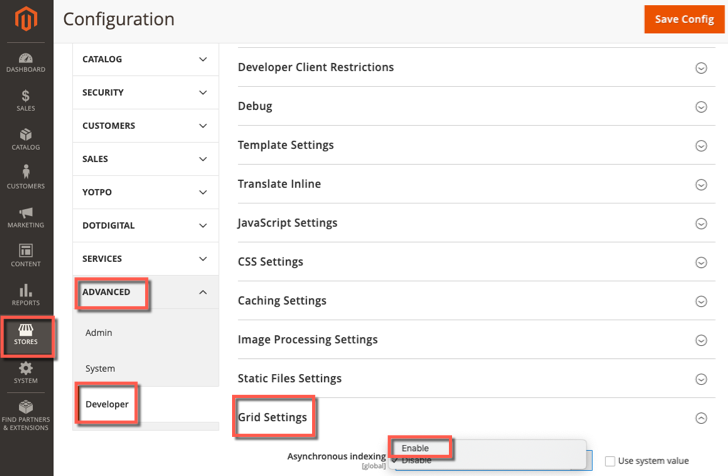 Configuration
Save Config
DASHBOARD
SALES
CATALOG
CUSTOMERS
MARKETING
CONTENT
REPORTS
STORES
SYSTEM
FIND PARTNERS
& EXTENSIONS
CATALOG
SECURITY
CUSTOMERS
SALES
YOTPO
DOTDIGITAL
SERVICES
ADVANCED
Admin
System
Developer
Developer Client Restrictions
Debug
Template Settings
Translate Inline
JavaScript Settings
CSS Settings
Caching Settings
Image Processing Settings
Static Files Settings
Grid Settings
Asynchronous indexing
[global]
Enable
Disable
Use system value